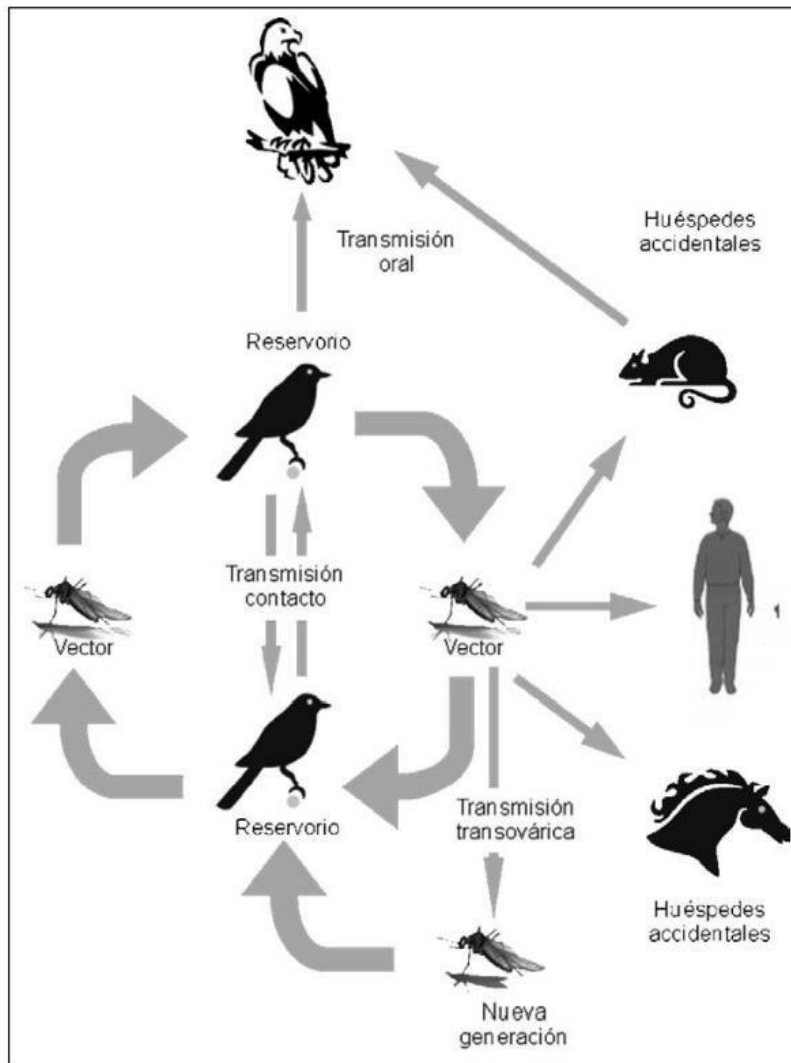 Transmisión
oral
Huéspedes
accidentales
Reservorio
Transmisión
contacto
Vector
Vector
Reservorio
Transmisión
transovárica
Huéspedes
accidentales
Nueva
generación